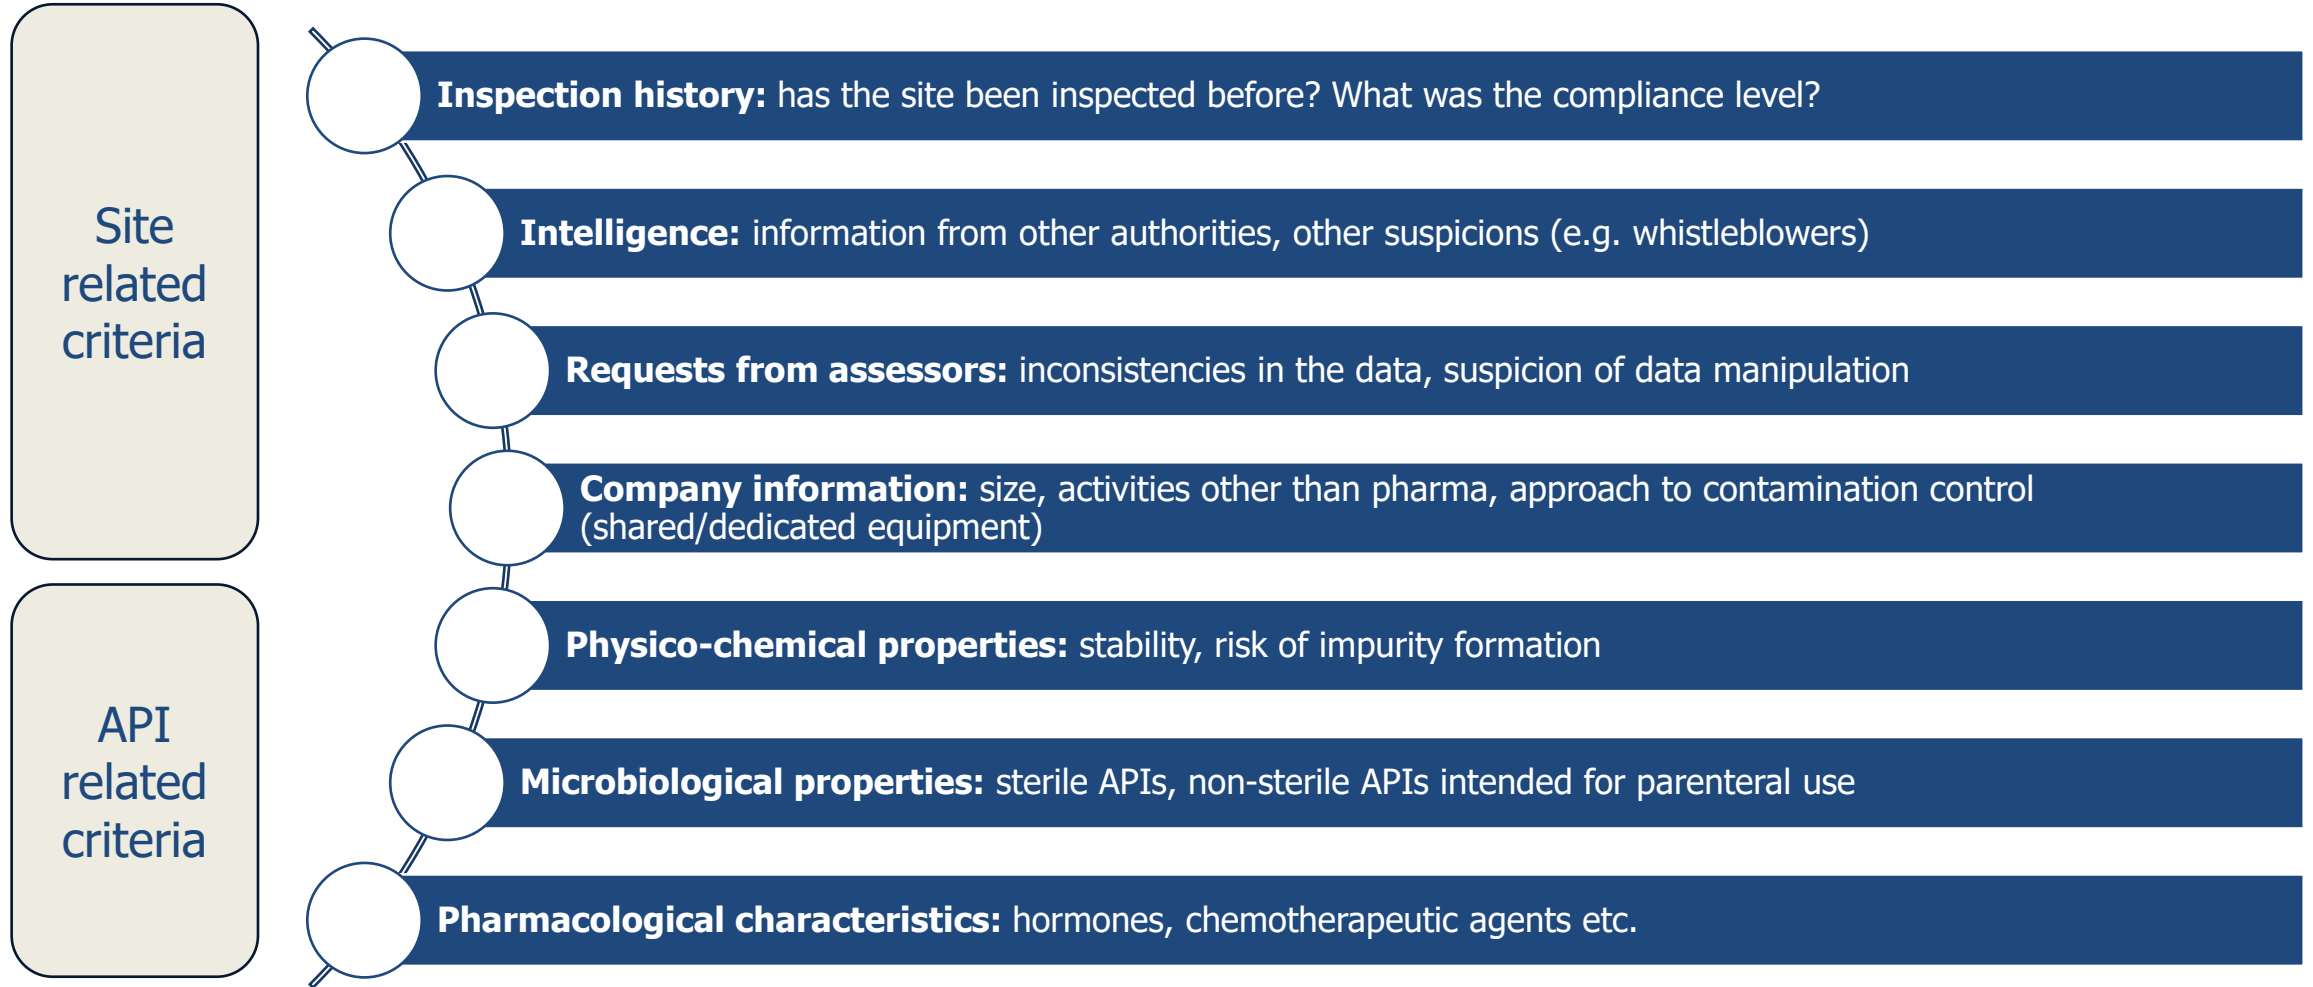 Site
related
criteria
Inspection history: has the site been inspected before? What was the compliance level?
Intelligence: information from other authorities, other suspicions (e.g. whistleblowers)
Requests from assessors: inconsistencies in the data, suspicion of data manipulation
Company information: size, activities other than pharma, approach to contamination control
(shared/dedicated equipment)
API
related
criteria
Physico-chemical properties: stability, risk of impurity formation
Microbiological properties: sterile APIs, non-sterile APIs intended for parenteral use
Pharmacological characteristics: hormones, chemotherapeutic agents etc.